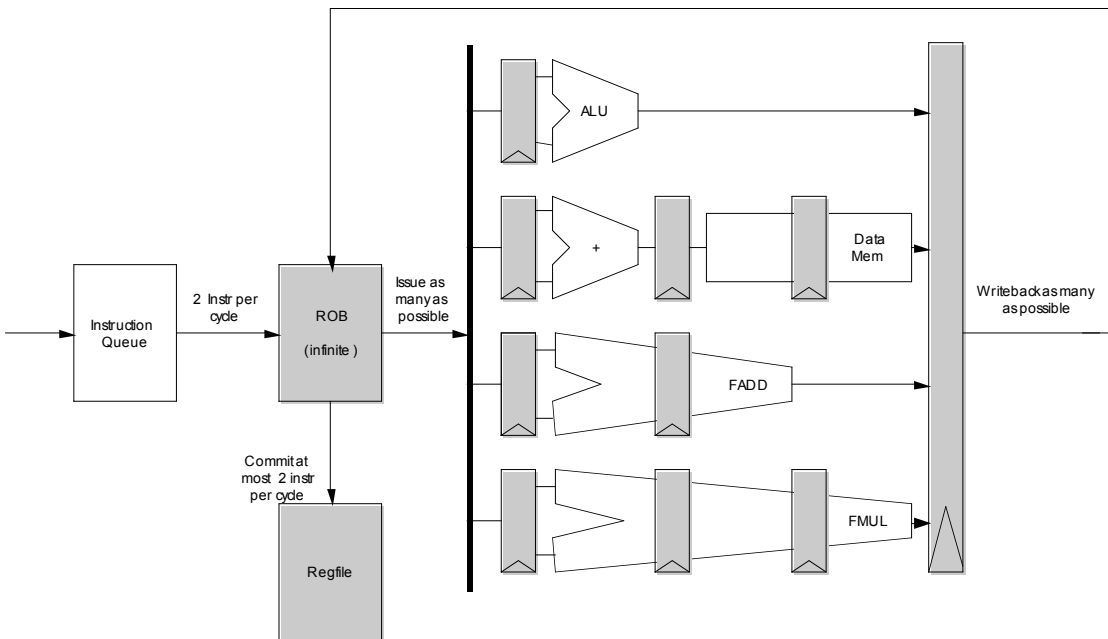 Instruction
Queue
2 Instr per
cycle
ROB
(infinite)
Issue as
many as
possible
Commit at
most 2 instr
per cycle
Regfile
ALU
+
Data
Mem
FADD
FMUL
Writeback as many
as possible